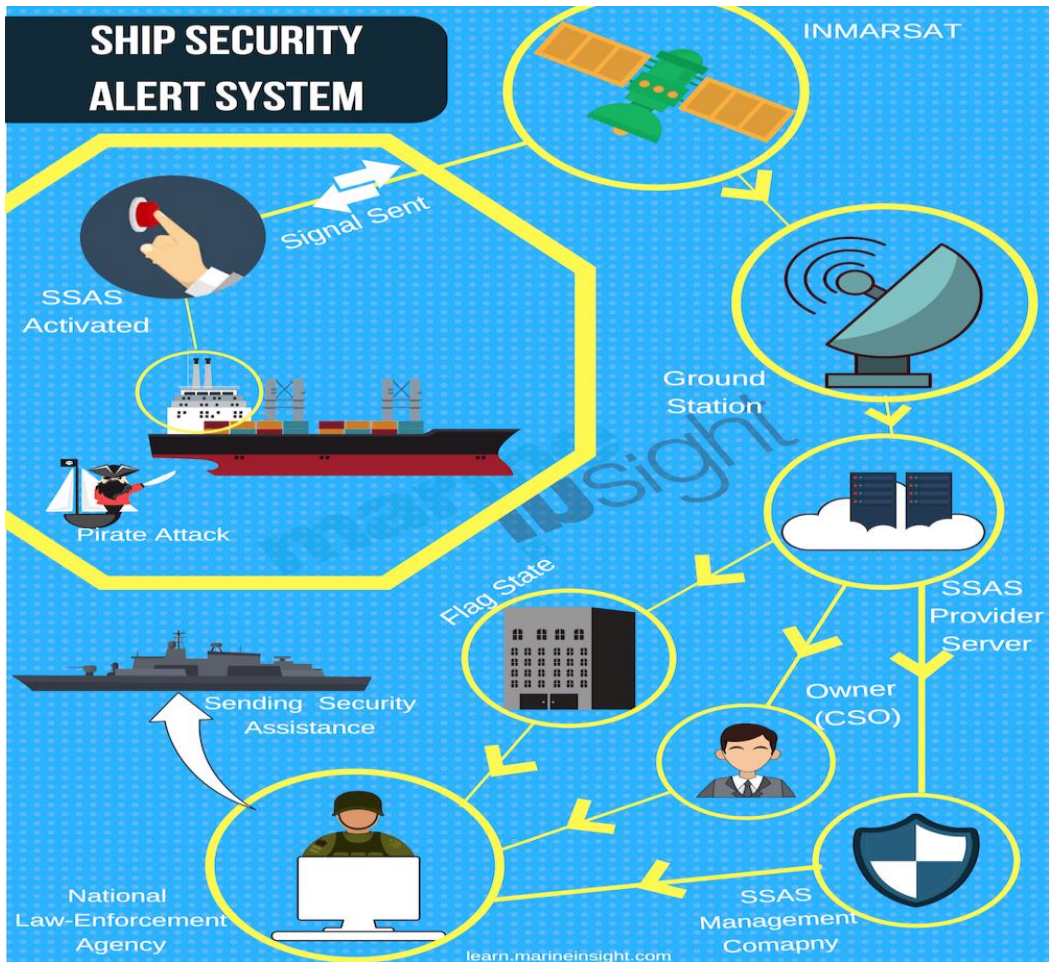 SHIP SECURITY
ALERT SYSTEM
INMARSAT
Signal Sent
SSAS
Activated
Pirate Attack
Ground
Station
marine insight
SSAS
Provider
Server
Flag State
Owner
(CSO)
Sending Security
Assistance
National
Law-Enforcement
Agency
SSAS
Management
Comapny
learn.marineinsight.com